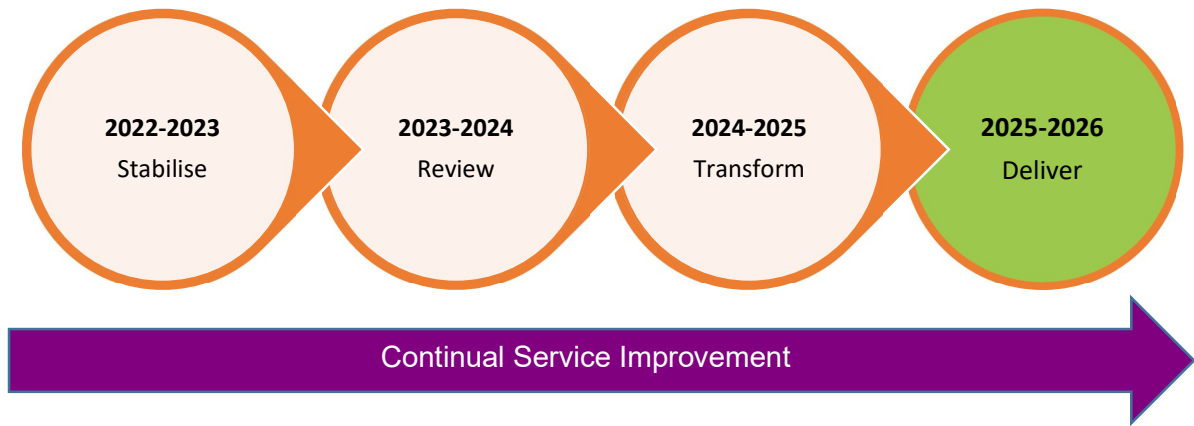 2022-2023
Stabilise
2023-2024
Review
2024-2025
Transform
2025-2026
Deliver
Continual Service Improvement